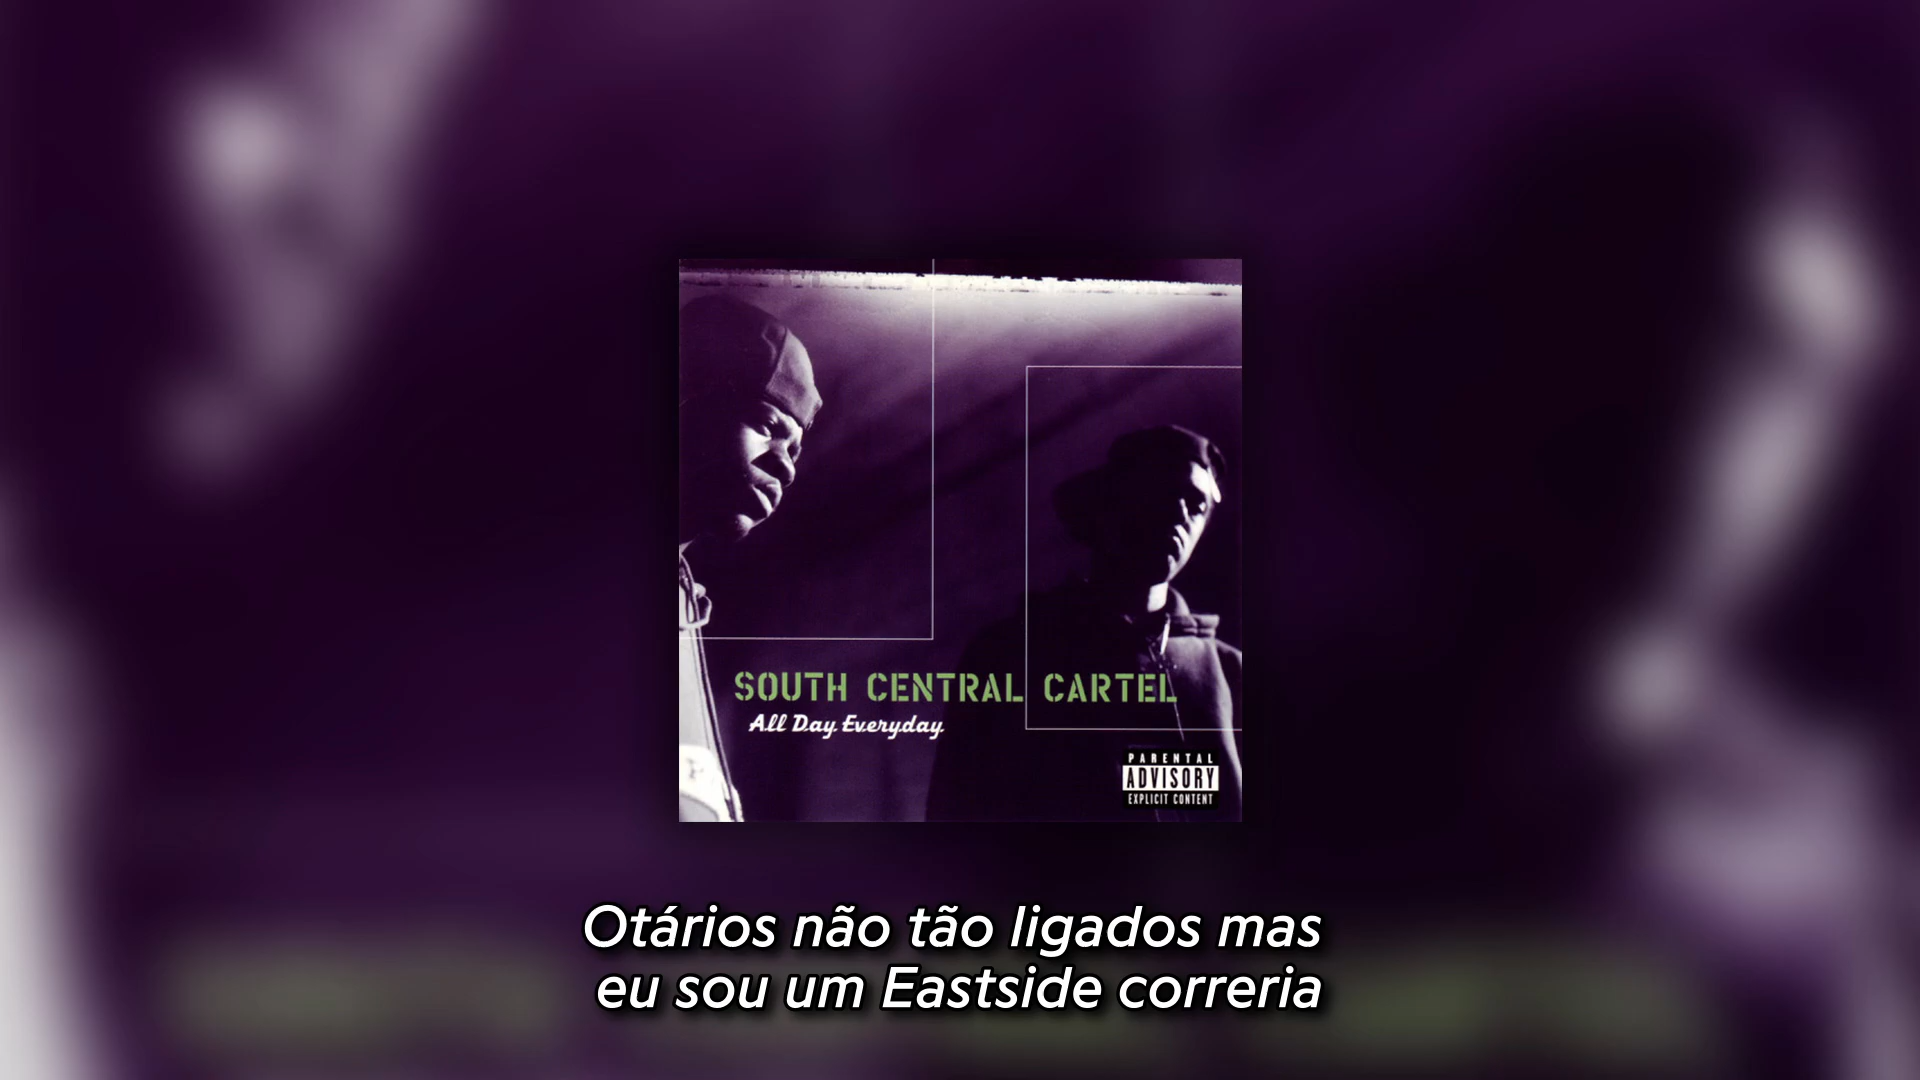 SOUTH CENTRAL CARTEL
All Day Everyday
PARENTAL
ADVISORY
EXPLICIT CONTENT
Otários não tão ligados mas
eu sou um Eastside correria